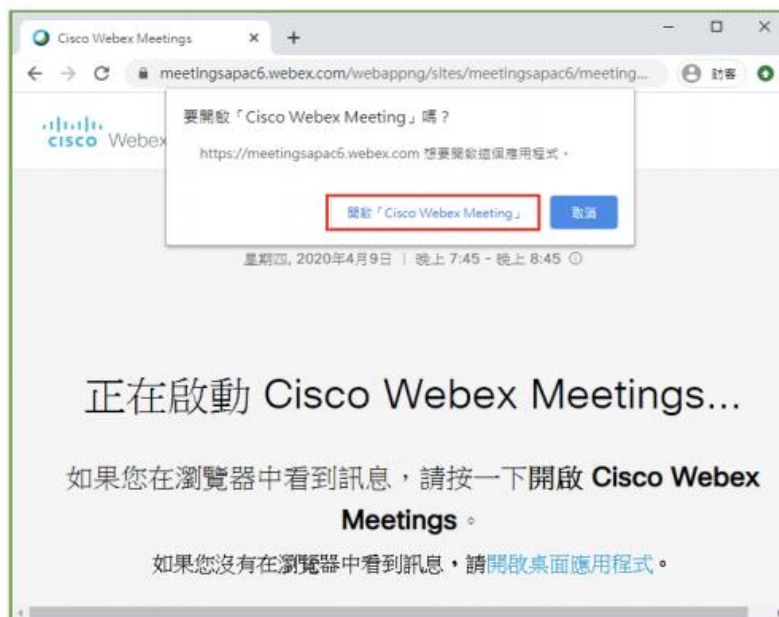 Cisco Webex Meetings
meetingsapac6.webex.com/webappng/sites/meetingsapac6/meeting...
訪客
cisco Webex
要開啟「Cisco Webex Meeting」嗎？
https://meetingsapac6.webex.com 想要開啟這個應用程式。
開啟「Cisco Webex Meeting」
取消
星期四, 2020年4月9日 | 晚上 7:45 - 晚上 8:45
正在啟動 Cisco Webex Meetings...
如果您在瀏覽器中看到訊息，請按一下開啟 Cisco Webex
Meetings。
如果您沒有在瀏覽器中看到訊息，請開啟桌面應用程式。